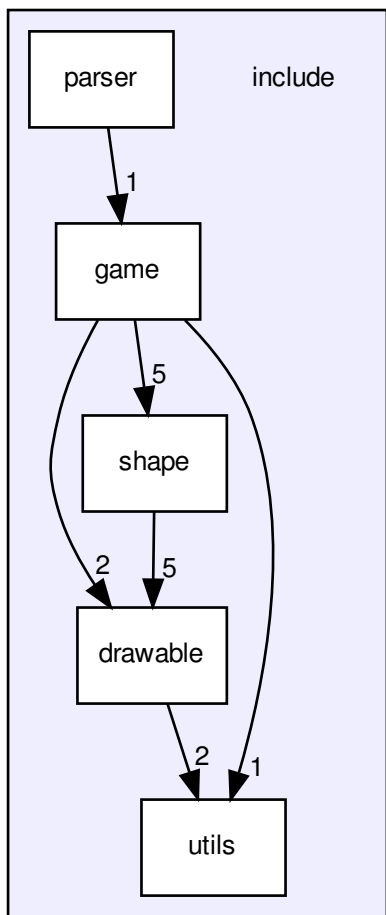 parser
include
1
game
5
shape
2
5
drawable
2
1
utils